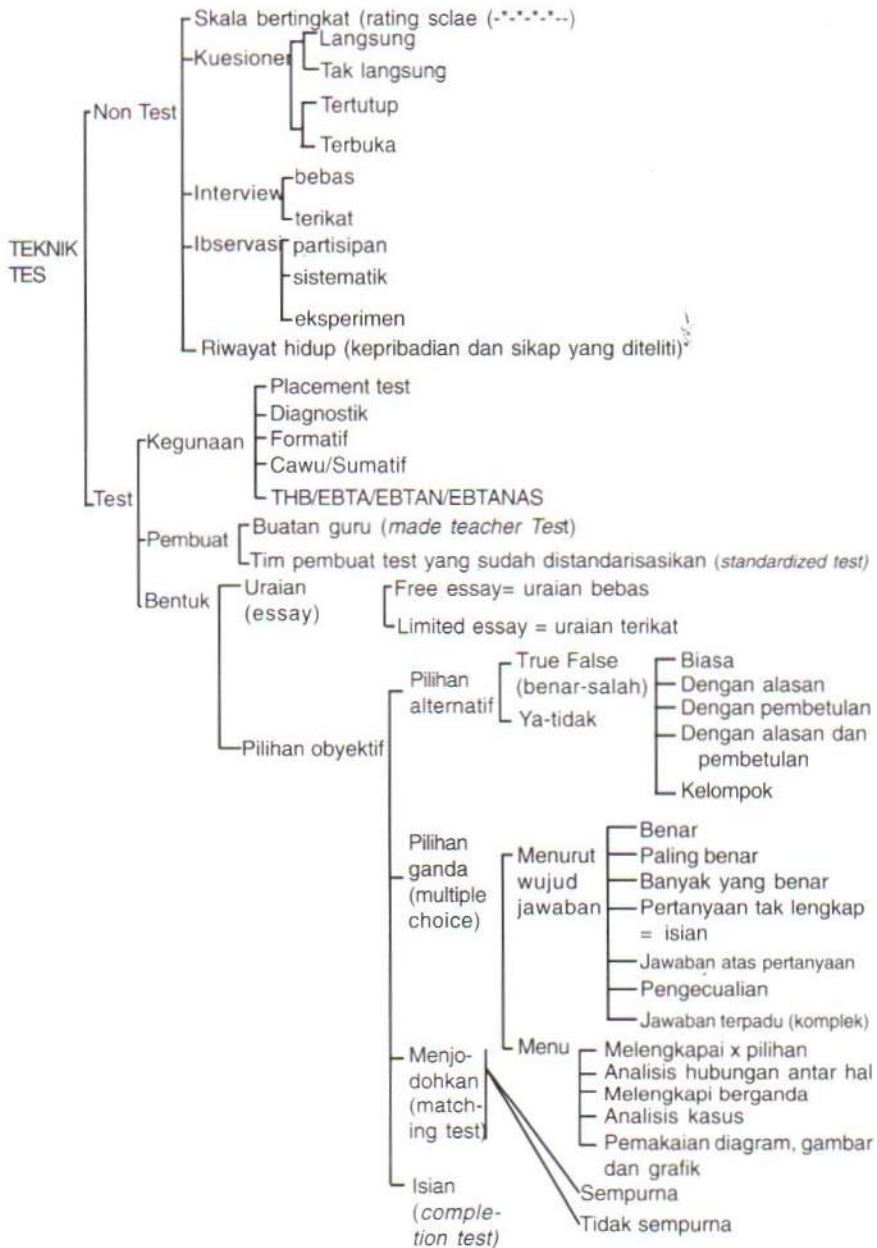 Skala bertingkat (rating sclae (-*-*-*-*--)
Kuesioner
Langsung
Tak langsung
Tertutup
Terbuka
Non Test
Interview
bebas
terikat
TEKNIK
TES
Ibservasi
partisipan
sistematik
eksperimen
Riwayat hidup (kepribadian dan sikap yang diteliti)
Test
Kegunaan
Placement test
Diagnostik
Formatif
Cawu/Sumatif
THB/EBTA/EBTAN/EBTANAS
Pembuat
Buatan guru (made teacher Test)
Tim pembuat test yang sudah distandarisasikan (standardized test)
Bentuk
Uraian
(essay)
Free essay= uraian bebas
Limited essay = uraian terikat
Pilihan obyektif
Pilihan
alternatif
True False
(benar-salah)
Ya-tidak
Biasa
Dengan alasan
Dengan pembetulan
Dengan alasan dan
pembetulan
Kelompok
Pilihan
ganda
(multiple
choice)
Menurut
wujud
jawaban
Benar
Paling benar
Banyak yang benar
Pertanyaan tak lengkap
= isian
Jawaban atas pertanyaan
Pengecualian
Jawaban terpadu (komplek)
Menu
Melengkapai x pilihan
Analisis hubungan antar hal
Melengkapi berganda
Analisis kasus
Pemakaian diagram, gambar
dan grafik
Menjo-
dohkan
(match-
ing test)
Sempurna
Tidak sempurna
Isian
(comple-
tion test)